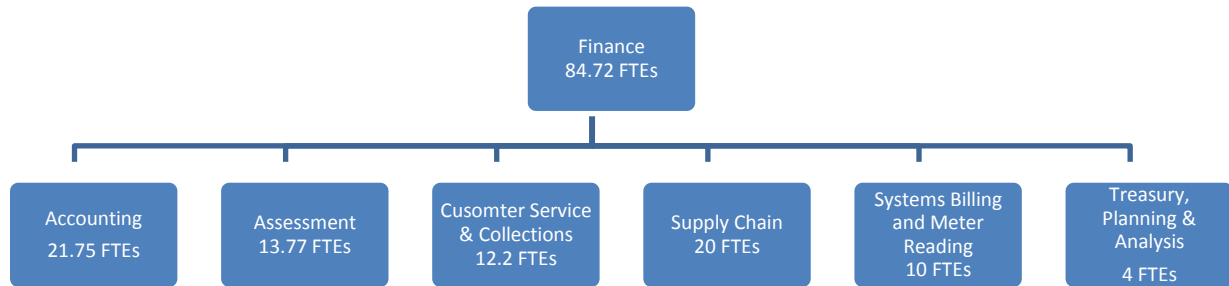 Finance
84.72 FTEs
Accounting
21.75 FTEs
Assessment
13.77 FTEs
Cusomter Service
& Collections
12.2 FTEs
Supply Chain
20 FTEs
Systems Billing
and Meter
Reading
10 FTEs
Treasury,
Planning &
Analysis
4 FTEs